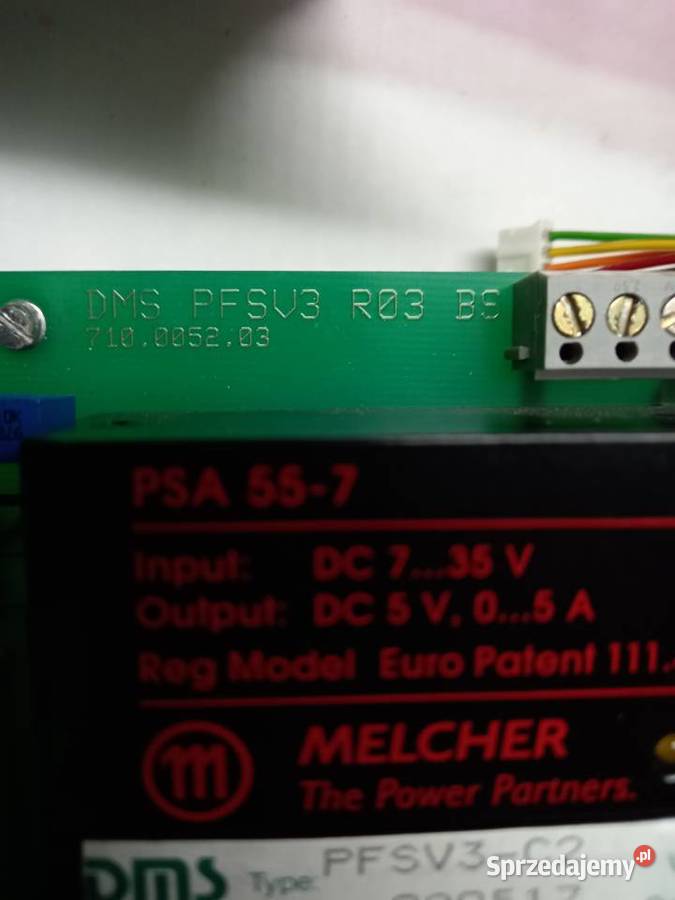 DMS PFSV3 R03 BS
710.0052.03
PSA 55-7
Input: DC 7...35 V
Output: DC 5 V, 0...5 A
Reg Model Euro Patent 111.
MELCHER
The Power Partners.
DMS Type: PFSV3-C2
Sprzedajemy.pl